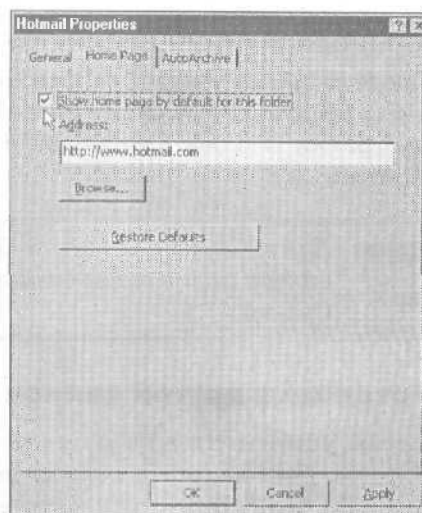 Hotmail Properties
General Home Page AutoArchive
Show home page by default for this folder
Address:
http://www.hotmail.com
Browse...
Restore Defaults
OK Cancel Apply